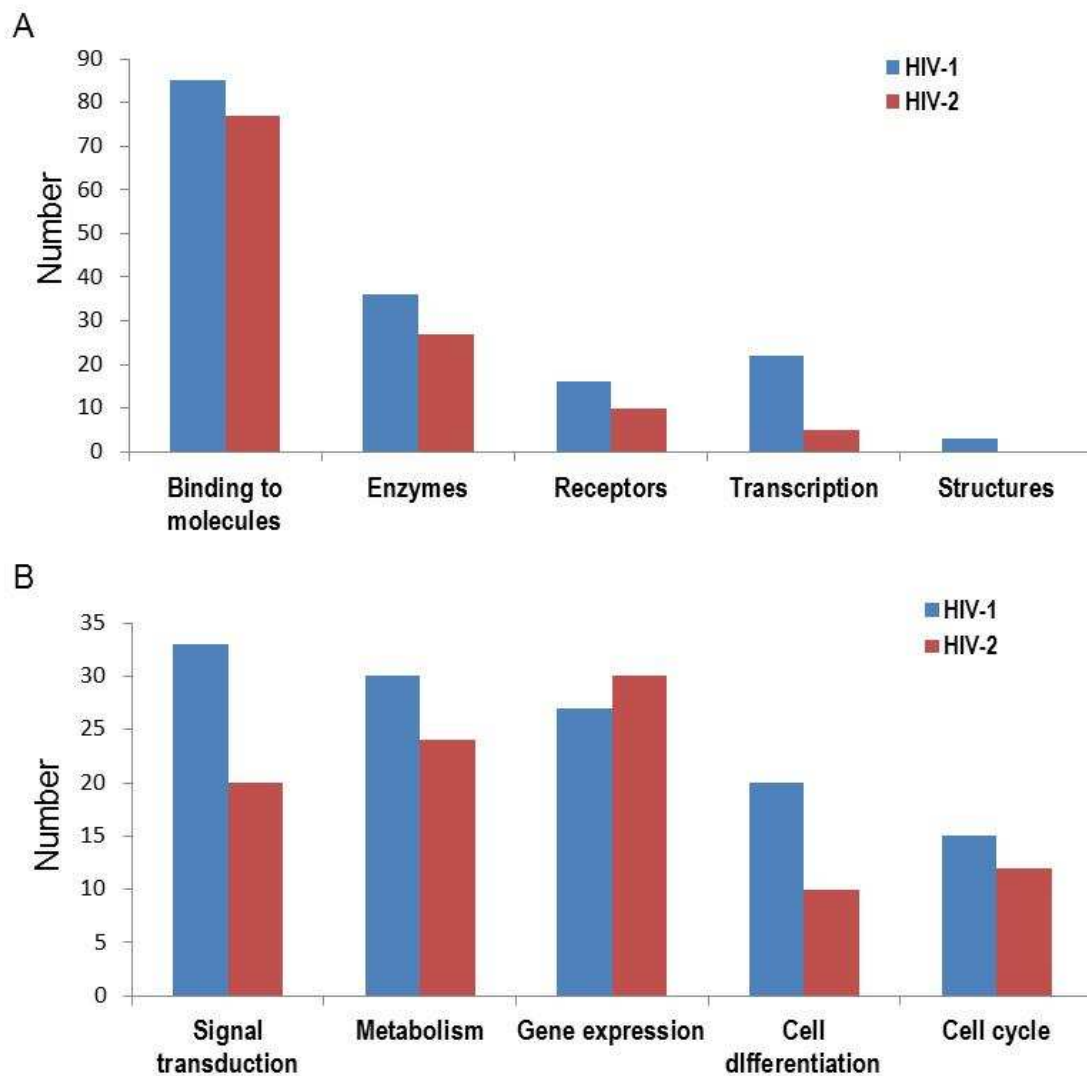 A
90
80
70
60
50
40
30
20
10
0
Number
HIV-1
HIV-2
Binding to
molecules
Enzymes
Receptors
Transcription
Structures
B
35
30
25
20
15
10
5
0
Number
HIV-1
HIV-2
Signal
transduction
Metabolism
Gene expression
Cell
dIfferentiation
Cell cycle